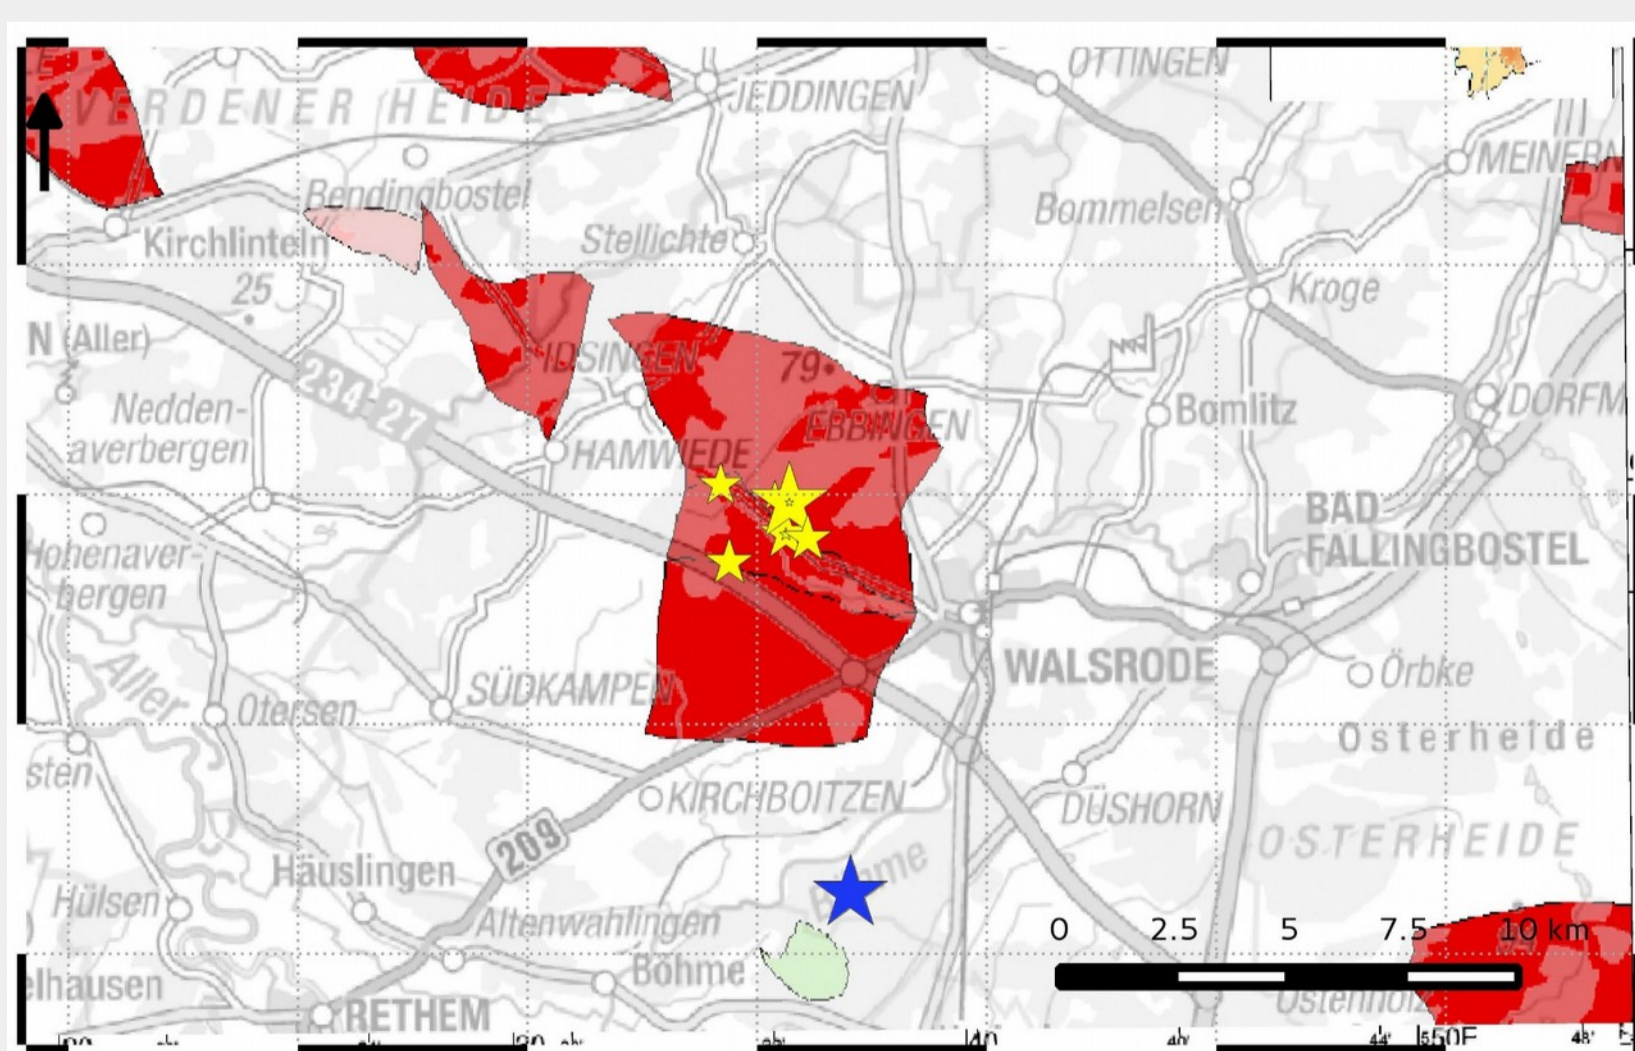 OTTINGEN
VERDENER HEIDE
JEDDINGEN
MEINERN
Bendingbostel
Bommelsen
Kirchlinteln
Stellichte
25
Kroge
N (Aller)
IDSINGEN
79
234
27
Nedden-
averbergen
EBBINGEN
Bomlitz
DORFM
HAMWIEDE
BAD
FALLINGBOSTEL
Hohenaver
bergen
WALSRODE
Örbke
Aller
SÜDKAMPEN
Otersen
Osterheide
sten
KIRCHBOITZEN
DÜSHORN
209
OSTERHEIDE
Häuslingen
Hülsen
Altenwahlingen
0 2.5 5 7.5 10 km
Böhme
elhausen
RETHEM